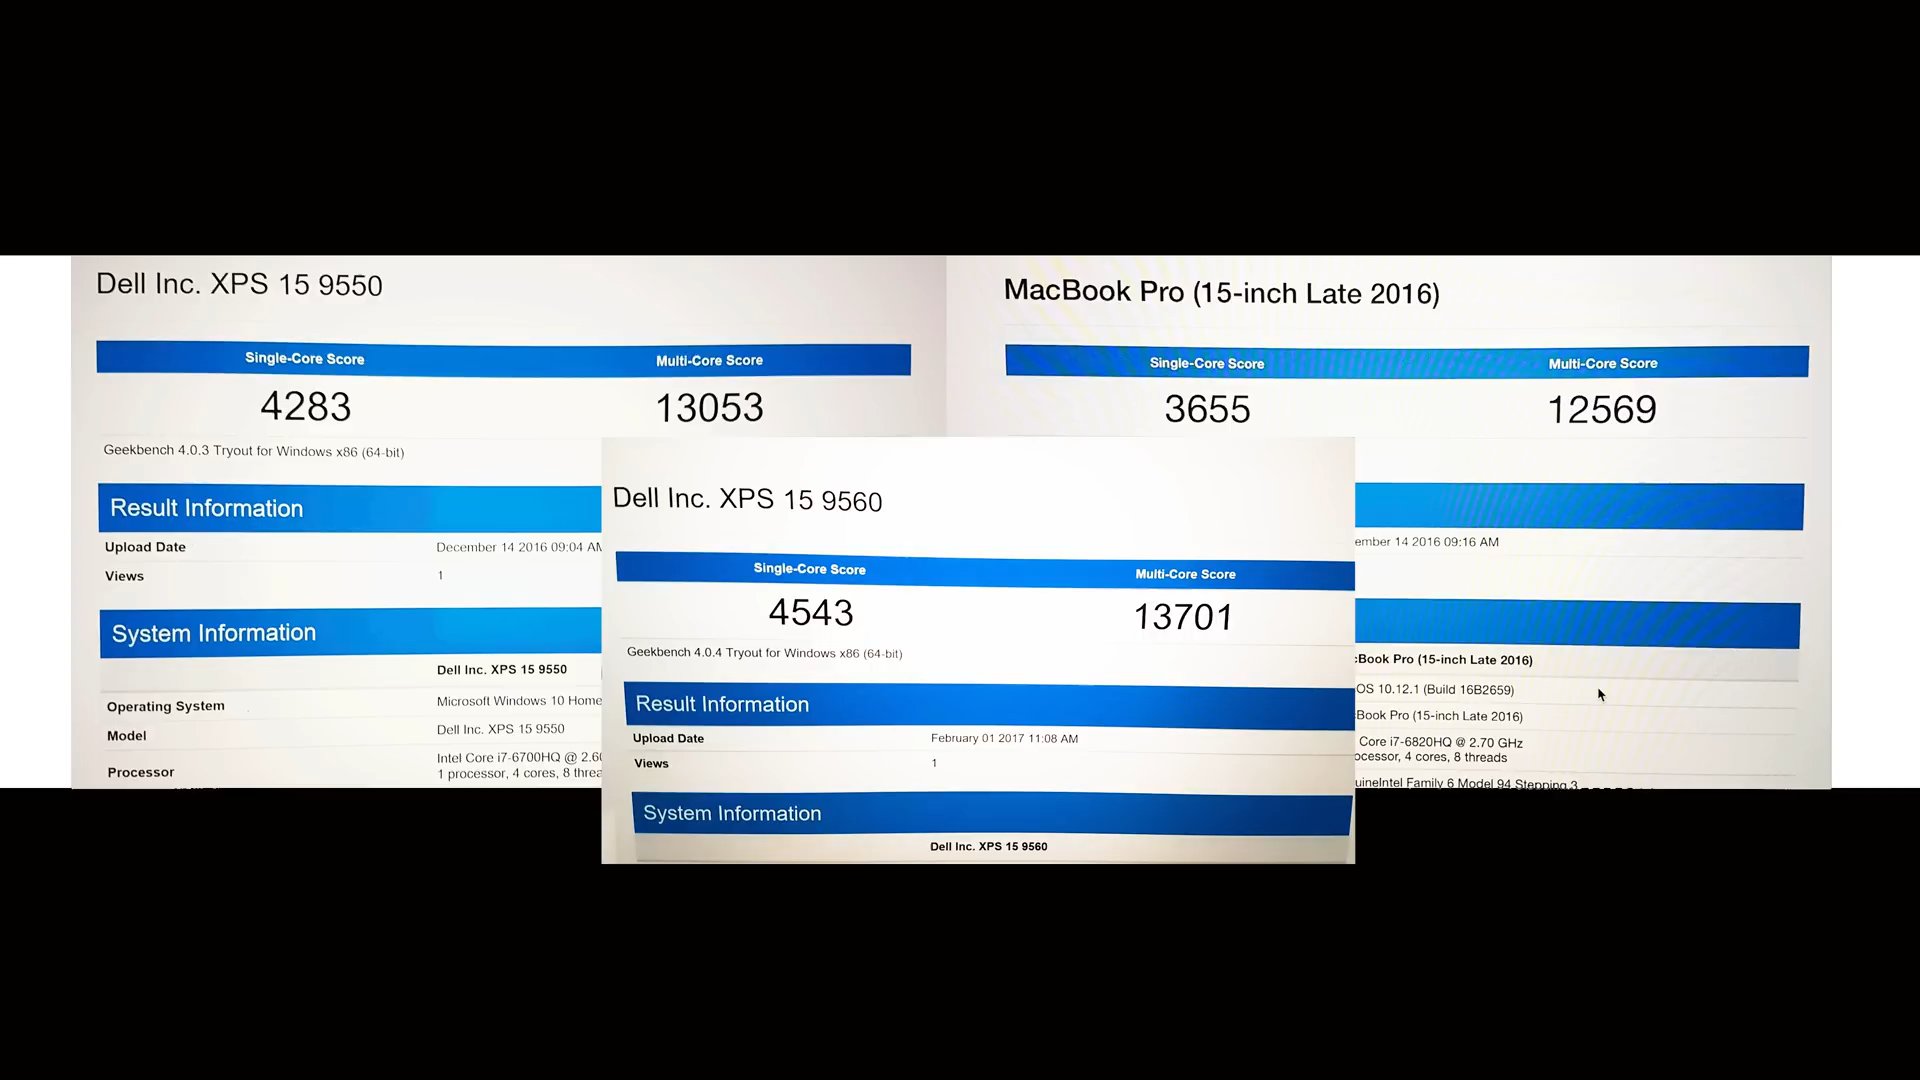 Dell Inc. XPS 15 9550
Single-Core Score Multi-Core Score
4283 13053
Geekbench 4.0.3 Tryout for Windows x86 (64-bit)
Result Information
Upload Date December 14 2016 09:04 AM
Views 1
System Information
Dell Inc. XPS 15 9550
Operating System Microsoft Windows 10 Home
Model Dell Inc. XPS 15 9550
Processor Intel Core i7-6700HQ @ 2.60
1 processor, 4 cores, 8 threa
MacBook Pro (15-inch Late 2016)
Single-Core Score Multi-Core Score
3655 12569
ember 14 2016 09:16 AM
Book Pro (15-inch Late 2016)
OS 10.12.1 (Build 16B2659)
Book Pro (15-inch Late 2016)
Core i7-6820HQ @ 2.70 GHz
ocessor, 4 cores, 8 threads
uineIntel Family 6 Model 94 Stepping 3
Dell Inc. XPS 15 9560
Single-Core Score Multi-Core Score
4543 13701
Geekbench 4.0.4 Tryout for Windows x86 (64-bit)
Result Information
Upload Date February 01 2017 11:08 AM
Views 1
System Information
Dell Inc. XPS 15 9560